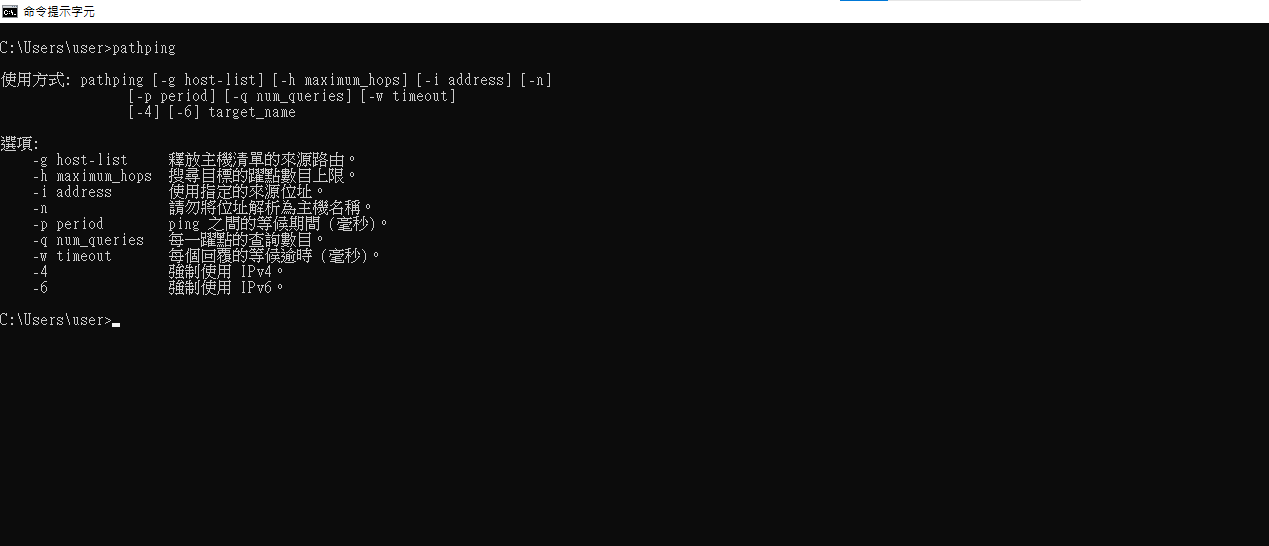 命令提示字元
C:\Users\user>pathping
使用方式: pathping [-g host-list] [-h maximum_hops] [-i address] [-n]
[-p period] [-q num_queries] [-w timeout]
[-4] [-6] target_name
選項:
-g host-list 釋放主機清單的來源路由。
-h maximum_hops 搜尋目標的躍點數目上限。
-i address 使用指定的來源位址。
-n 請勿將位址解析為主機名稱。
-p period ping 之間的等候期間 (毫秒)。
-q num_queries 每一躍點的查詢數目。
-w timeout 每個回覆的等候逾時 (毫秒)。
-4 強制使用 IPv4。
-6 強制使用 IPv6。
C:\Users\user>